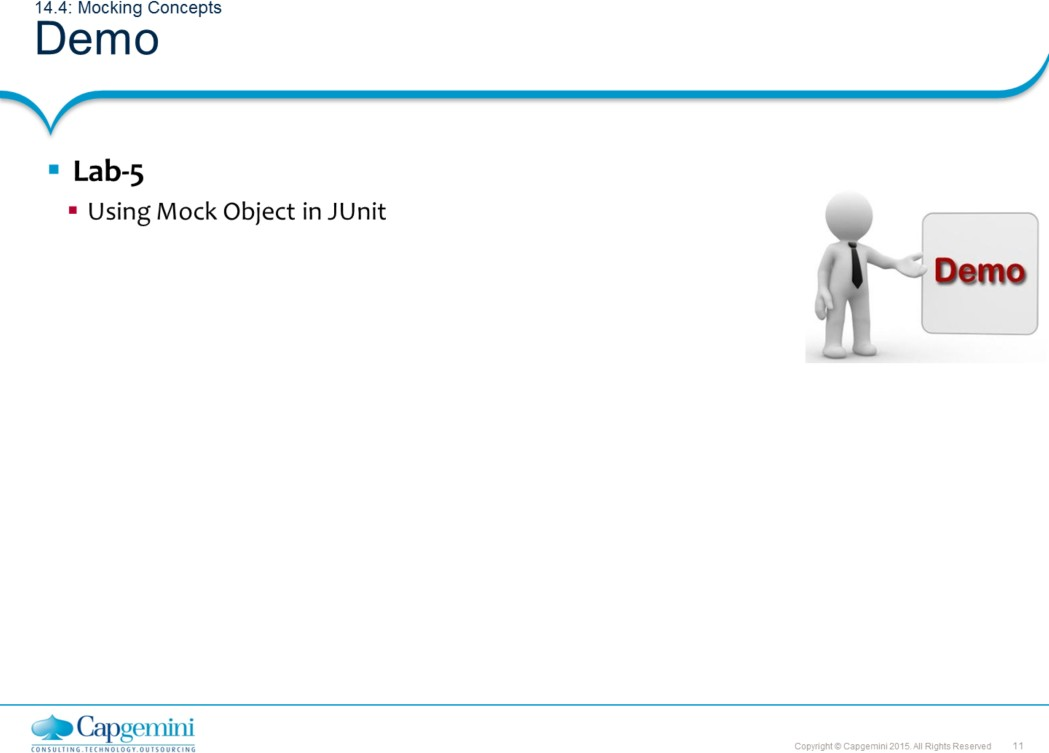 14.4: Mocking Concepts
Demo
Lab-5
Using Mock Object in JUnit
Demo
Capgemini
CONSULTING.TECHNOLOGY.OUTSOURCING
Copyright © Capgemini 2015. All Rights Reserved 11